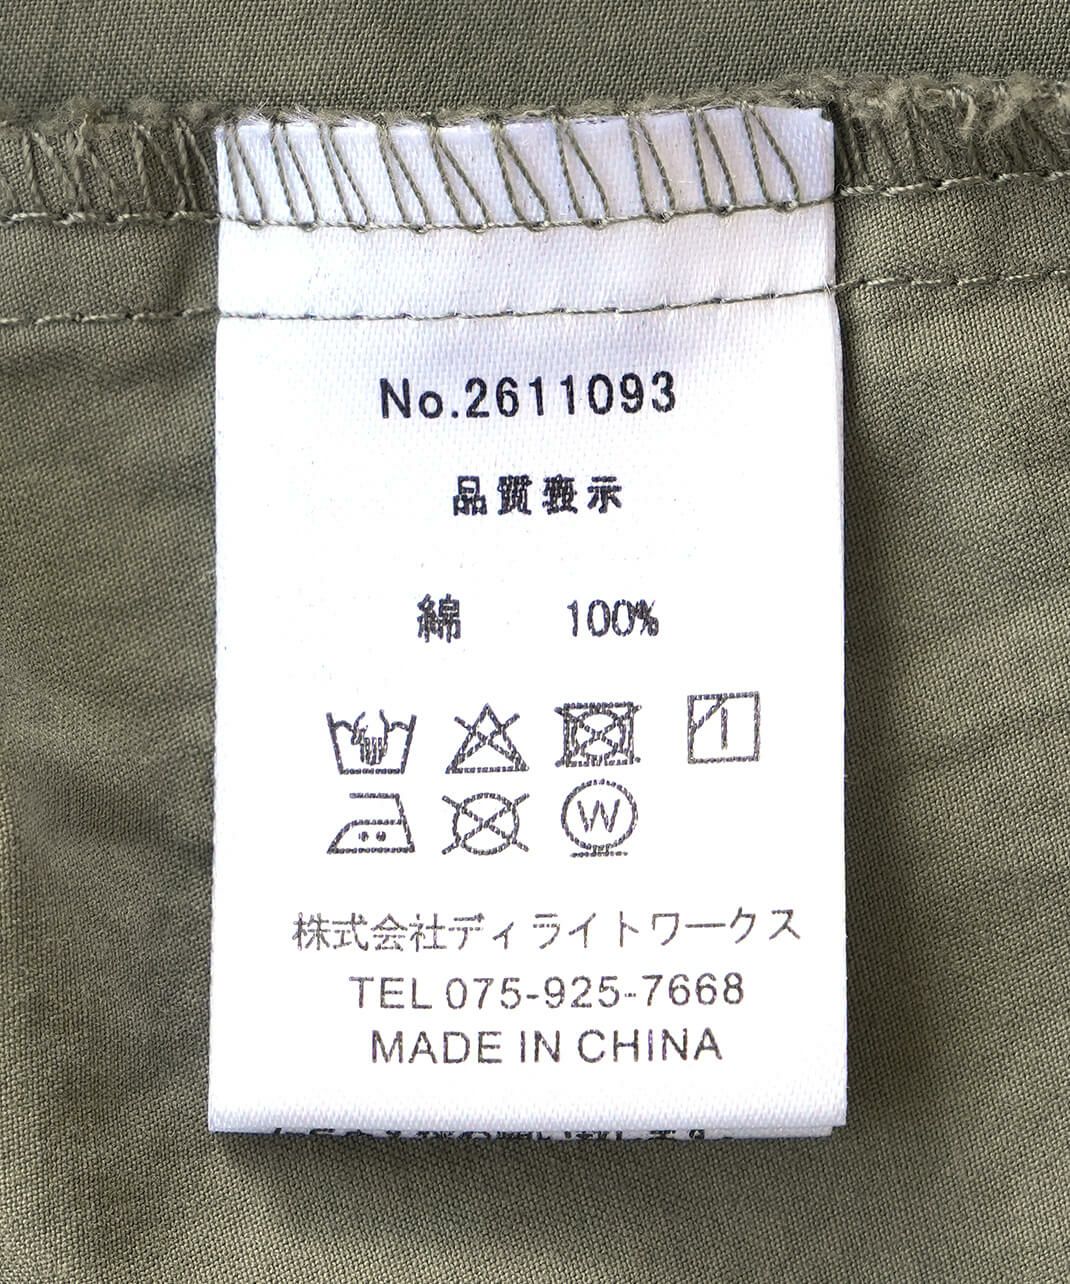 No.2611093
品質表示
綿 100%
W
株式会社ディライトワークス
TEL 075-925-7668
MADE IN CHINA